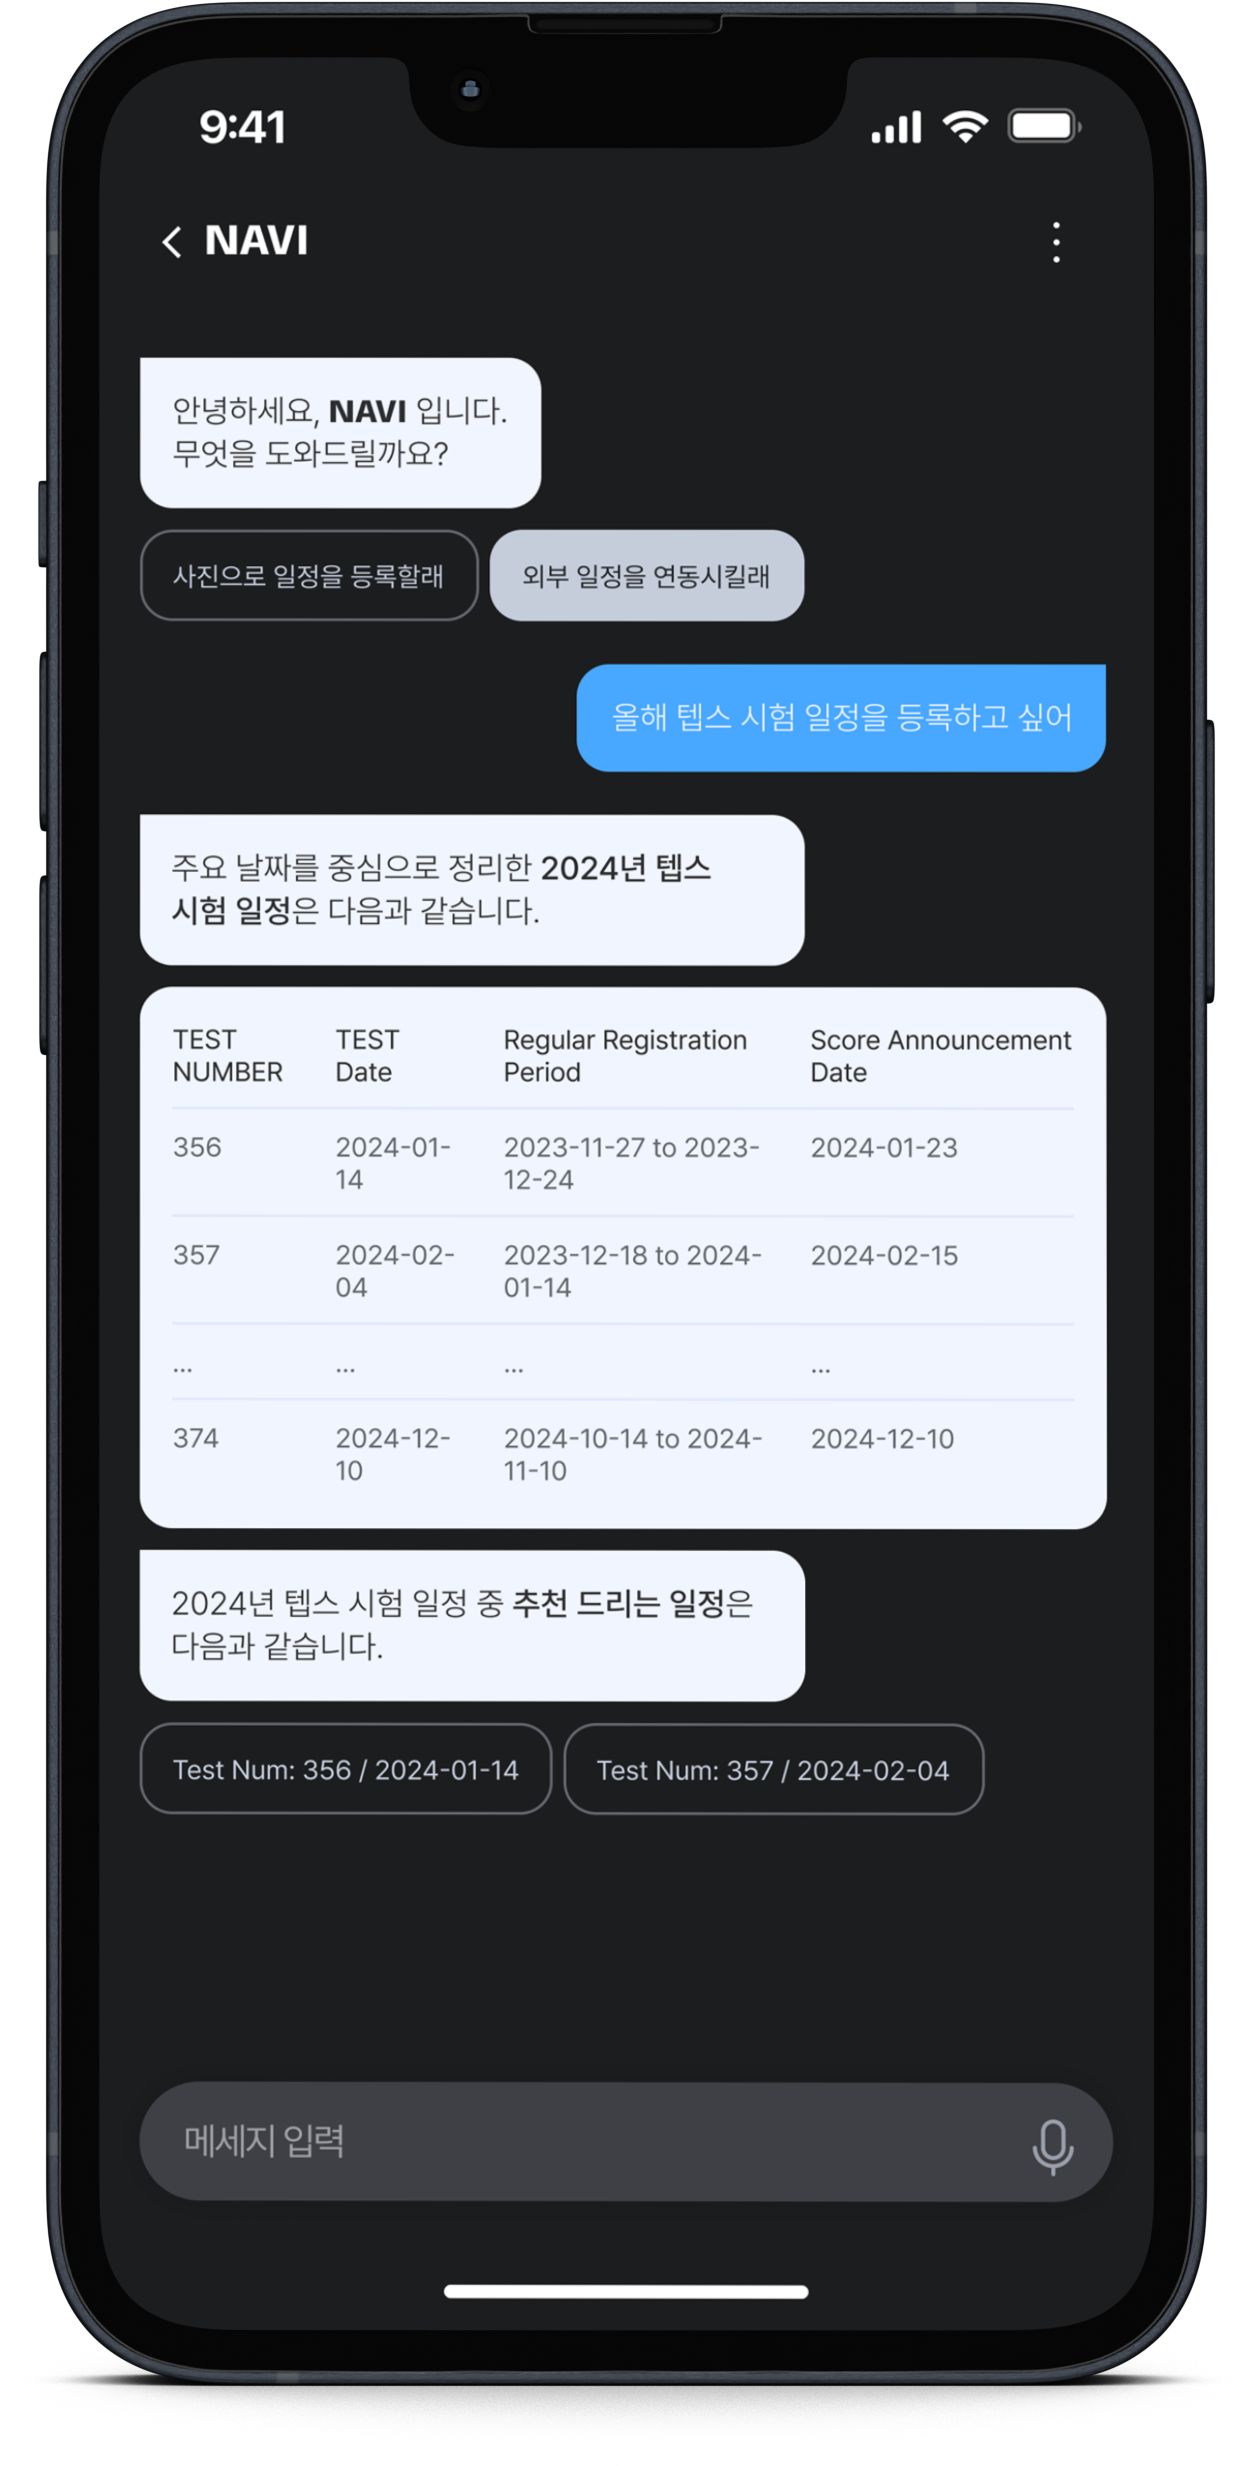 9:41
NAVI
안녕하세요, NAVI 입니다.
무엇을 도와드릴까요?
사진으로 일정을 등록할래
외부 일정을 연동시킬래
올해 텝스 시험 일정을 등록하고 싶어
주요 날짜를 중심으로 정리한 2024년 텝스
시험 일정은 다음과 같습니다.
TEST NUMBER
TEST Date
Regular Registration Period
Score Announcement Date
356
2024-01-14
2023-11-27 to 2023-12-24
2024-01-23
357
2024-02-04
2023-12-18 to 2024-01-14
2024-02-15
...
...
...
...
374
2024-12-10
2024-10-14 to 2024-11-10
2024-12-10
2024년 텝스 시험 일정 중 추천 드리는 일정은
다음과 같습니다.
Test Num: 356 / 2024-01-14
Test Num: 357 / 2024-02-04
메세지 입력